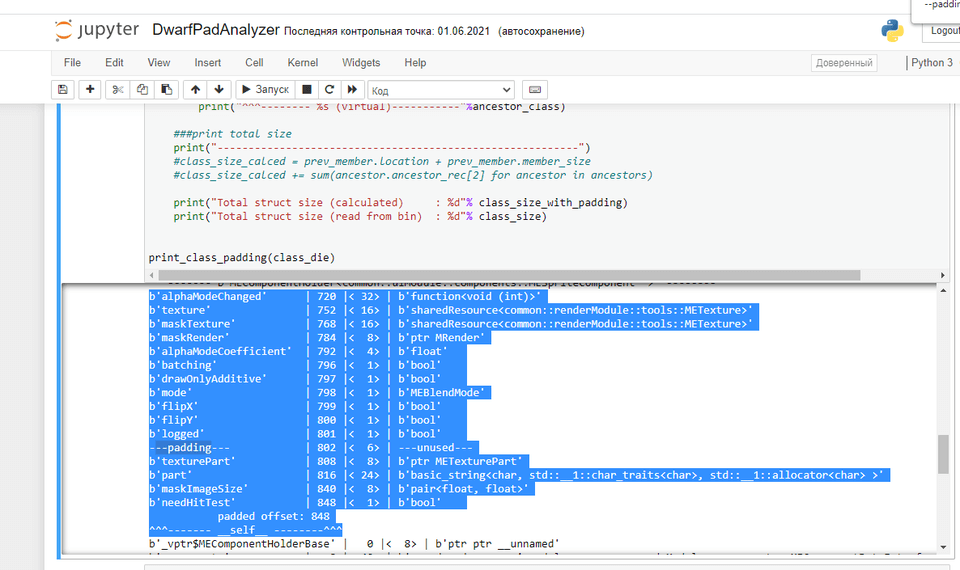 --paddin
jupyter DwarfPadAnalyzer Последняя контрольная точка: 01.06.2021 (автосохранение)
Logout
File Edit View Insert Cell Kernel Widgets Help
Доверенный
Python 3
Запуск
Код
print("^^^-------- %s (virtual)-----------"%ancestor_class)
###print total size
print("-------------------------------------------------------")
#class_size_calced = prev_member.location + prev_member.member_size
#class_size_calced += sum(ancestor.ancestor_rec[2] for ancestor in ancestors)
print("Total struct size (calculated)     : %d"% class_size_with_padding)
print("Total struct size (read from bin)  : %d"% class_size)
print_class_padding(class_die)
b'alphaModeChanged'      | 720 |< 32> | b'function<void (int)>'
b'texture'               | 752 |< 16> | b'sharedResource<common::renderModule::tools::METexture>'
b'maskTexture'           | 768 |< 16> | b'sharedResource<common::renderModule::tools::METexture>'
b'maskRender'            | 784 |<  8> | b'ptr MRender'
b'alphaModeCoefficient'  | 792 |<  4> | b'float'
b'batching'              | 796 |<  1> | b'bool'
b'drawOnlyAdditive'      | 797 |<  1> | b'bool'
b'mode'                  | 798 |<  1> | b'MEBlendMode'
b'flipX'                 | 799 |<  1> | b'bool'
b'flipY'                 | 800 |<  1> | b'bool'
b'logged'                | 801 |<  1> | b'bool'
---padding---            | 802 |<  6> | ---unused---
b'texturePart'           | 808 |<  8> | b'ptr METexturePart'
b'part'                  | 816 |< 24> | b'basic_string<char, std::__1::char_traits<char>, std::__1::allocator<char> >'
b'maskImageSize'         | 840 |<  8> | b'pair<float, float>'
b'needHitTest'           | 848 |<  1> | b'bool'
padded offset: 848
^^^------- __self__ --------^^^
b'_vptr$MEComponentHolderBase' |   0 |<  8> | b'ptr ptr __unnamed'